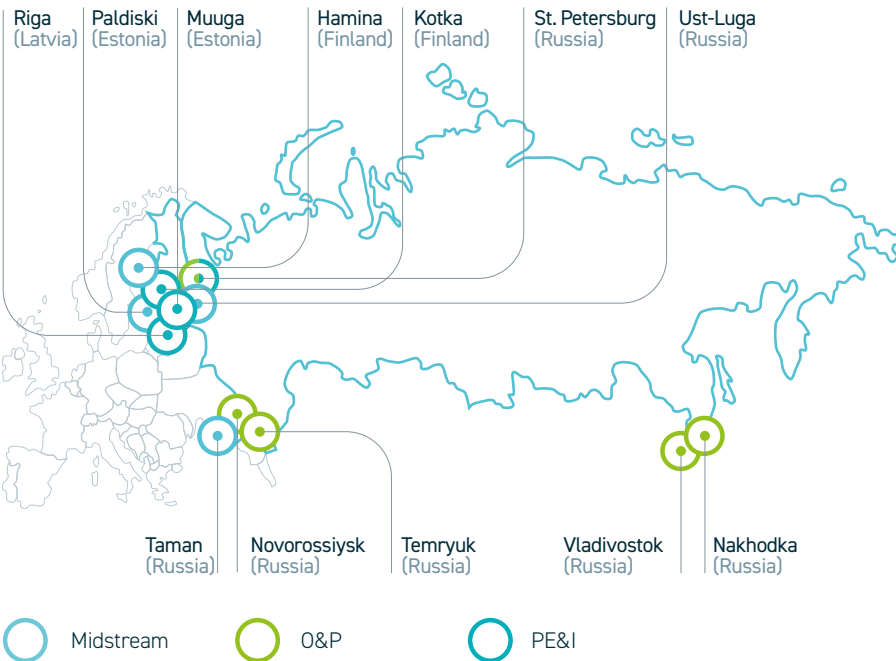 Riga
(Latvia)
Paldiski
(Estonia)
Muuga
(Estonia)
Hamina
(Finland)
Kotka
(Finland)
St. Petersburg
(Russia)
Ust-Luga
(Russia)
Taman
(Russia)
Novorossiysk
(Russia)
Temryuk
(Russia)
Vladivostok
(Russia)
Nakhodka
(Russia)
Midstream
O&P
PE&I